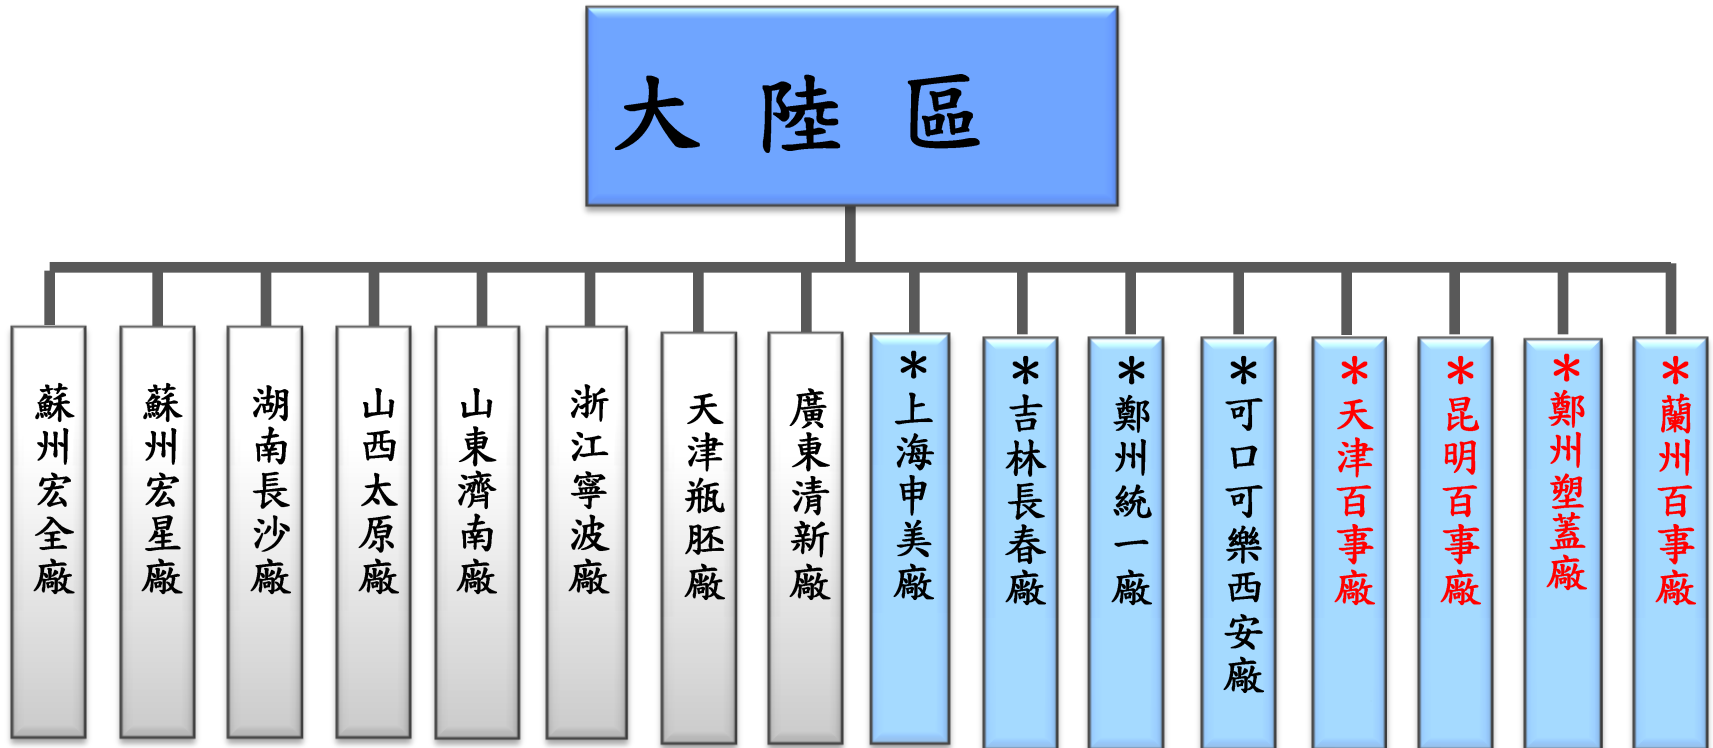 大陸區
蘇州宏全廠
蘇州宏星廠
湖南長沙廠
山西太原廠
山東濟南廠
浙江寧波廠
天津瓶胚廠
廣東清新廠
*上海申美廠
*吉林長春廠
*鄭州統一廠
*可口可樂西安廠
*天津百事廠
*昆明百事廠
*鄭州塑蓋廠
*蘭州百事廠